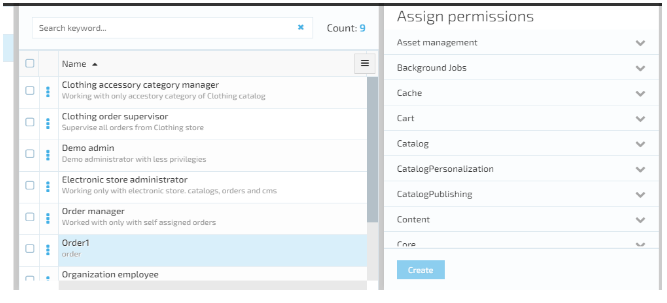 Search keyword...
Count: 9
Name
Clothing accessory category manager
Working with only accestory category of Clothing catalog
Clothing order supervisor
Supervise all orders from Clothing store
Demo admin
Demo administrator with less privilegies
Electronic store administrator
Working only with electronic store. catalogs, orders and cms
Order manager
Worked with only with self assigned orders
Order1
order
Organization employee
Assign permissions
Asset management
Background Jobs
Cache
Cart
Catalog
CatalogPersonalization
CatalogPublishing
Content
Core
Create